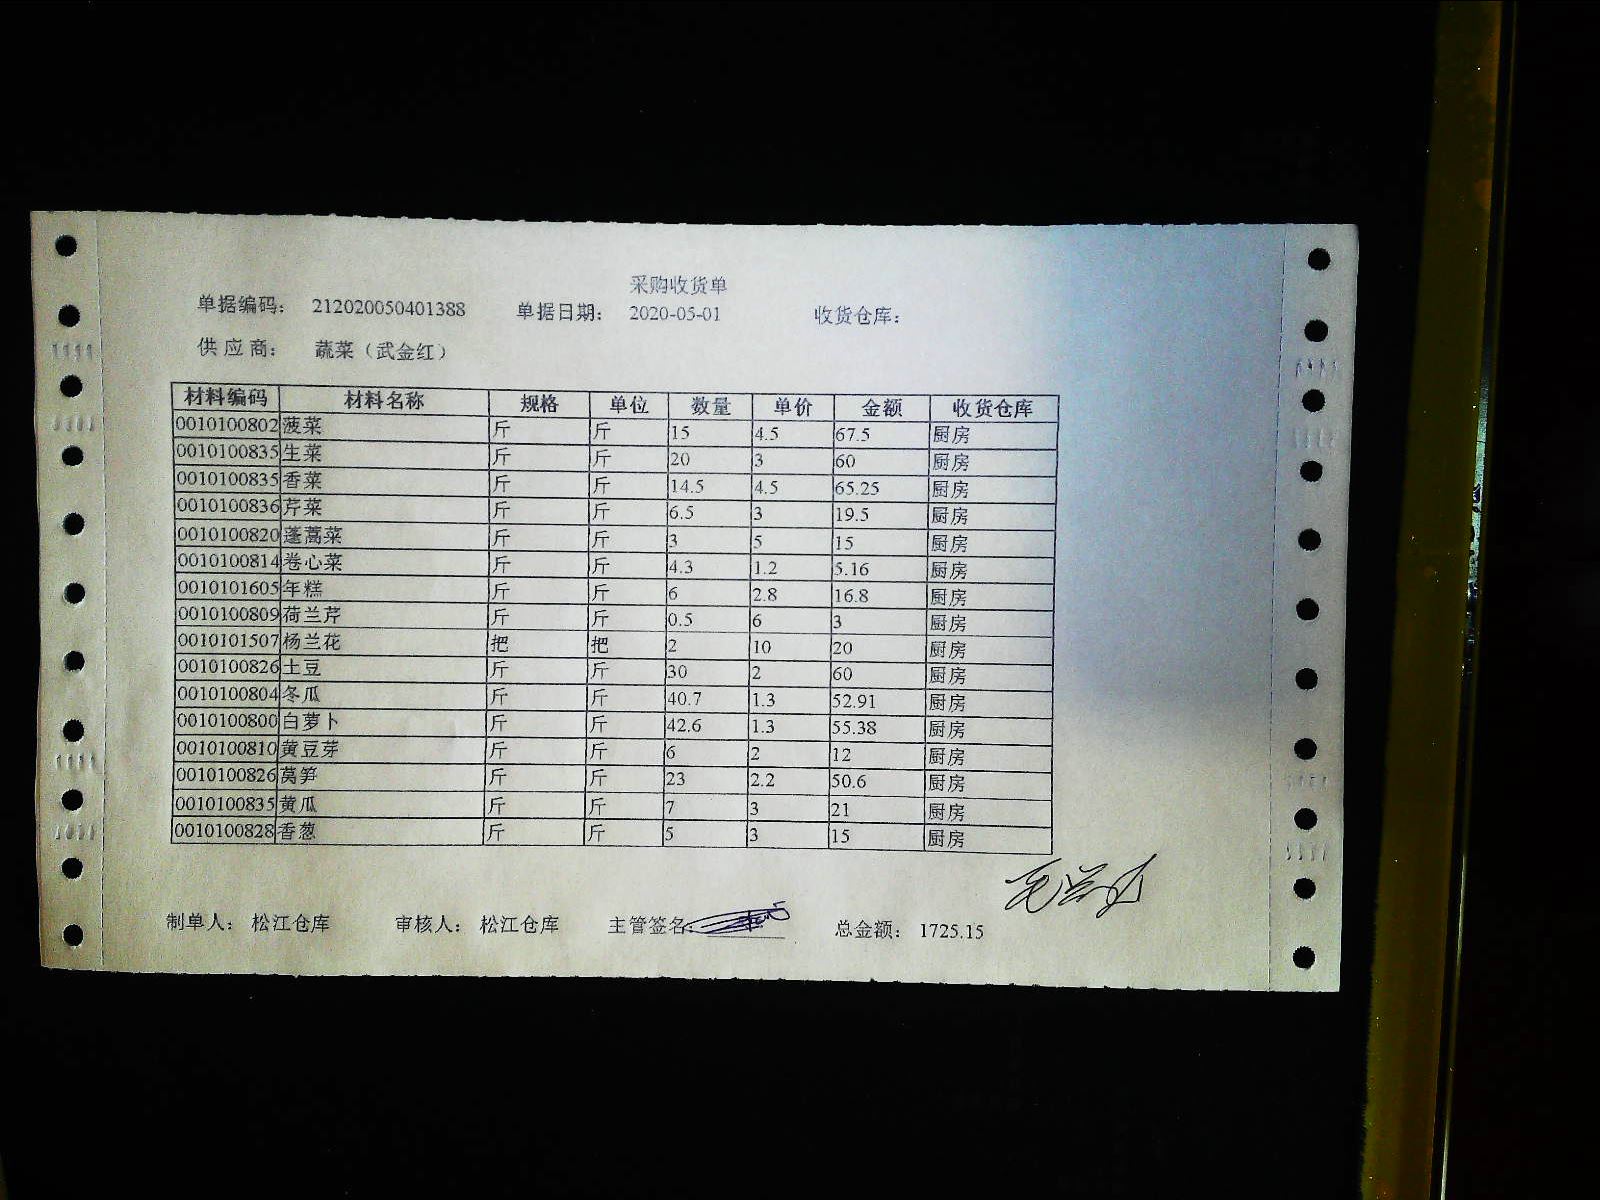 采购收货单
单据编码： 212020050401388 单据日期： 2020-05-01 收货仓库：
供 应 商： 蔬菜（武金红）
材料编码 材料名称 规格 单位 数量 单价 金额 收货仓库
0010100802 菠菜 斤 斤 15 4.5 67.5 厨房
0010100835 生菜 斤 斤 20 3 60 厨房
0010100835 香菜 斤 斤 14.5 4.5 65.25 厨房
0010100836 芹菜 斤 斤 6.5 3 19.5 厨房
0010100820 蓬蒿菜 斤 斤 3 5 15 厨房
0010100814 卷心菜 斤 斤 4.3 1.2 5.16 厨房
0010101605 年糕 斤 斤 6 2.8 16.8 厨房
0010100809 荷兰芹 斤 斤 0.5 6 3 厨房
0010101507 杨兰花 把 把 2 10 20 厨房
0010100826 土豆 斤 斤 30 2 60 厨房
0010100804 冬瓜 斤 斤 40.7 1.3 52.91 厨房
0010100800 白萝卜 斤 斤 42.6 1.3 55.38 厨房
0010100810 黄豆芽 斤 斤 6 2 12 厨房
0010100826 莴笋 斤 斤 23 2.2 50.6 厨房
0010100835 黄瓜 斤 斤 7 3 21 厨房
0010100828 香葱 斤 斤 5 3 15 厨房
制单人： 松江仓库 审核人： 松江仓库 主管签名： 总金额： 1725.15